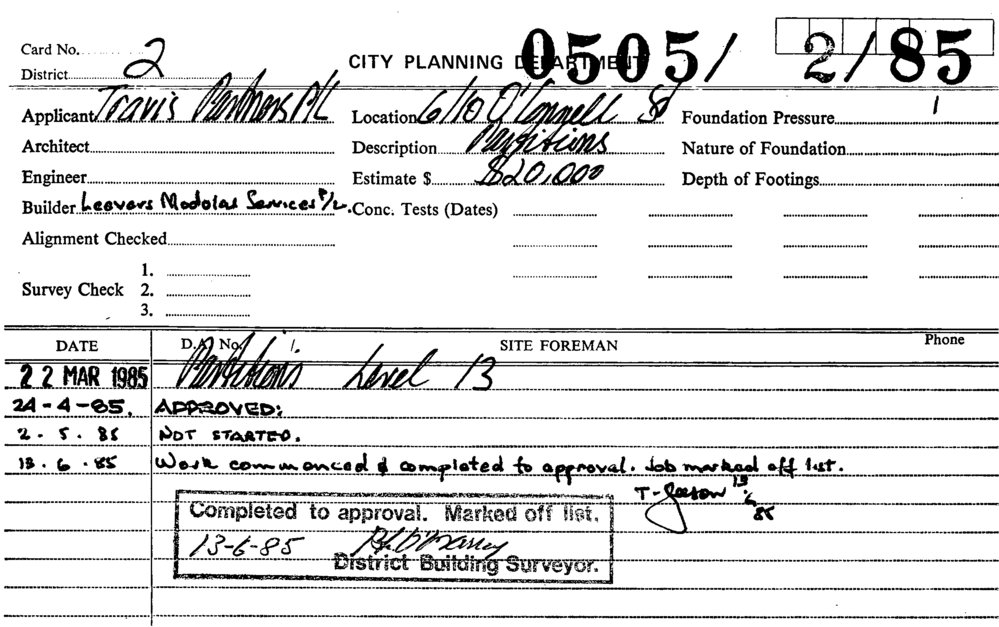 Card No. 2
District
CITY PLANNING DEPARTMENT
0505/ 2/85
Applicant Travis Partners P/L
Location 6/10 O'Connell St
Foundation Pressure
Architect
Description Partitions
Nature of Foundation
Engineer
Estimate $ $20,000
Depth of Footings
Builder Leavers Modolas Services P/L.
Conc. Tests (Dates)
Alignment Checked
Survey Check
1.
2.
3.
DATE
D.A. No. /.
SITE FOREMAN
Phone
22 MAR 1985 Partitions Level 13
24-4-85. APPROVED:
2.5.85 NOT STARTED.
13.6.85 Work commenced & completed to approval. Job marked off list.
13/6/85
Completed to approval. Marked off list.
13-6-85
District Building Surveyor.